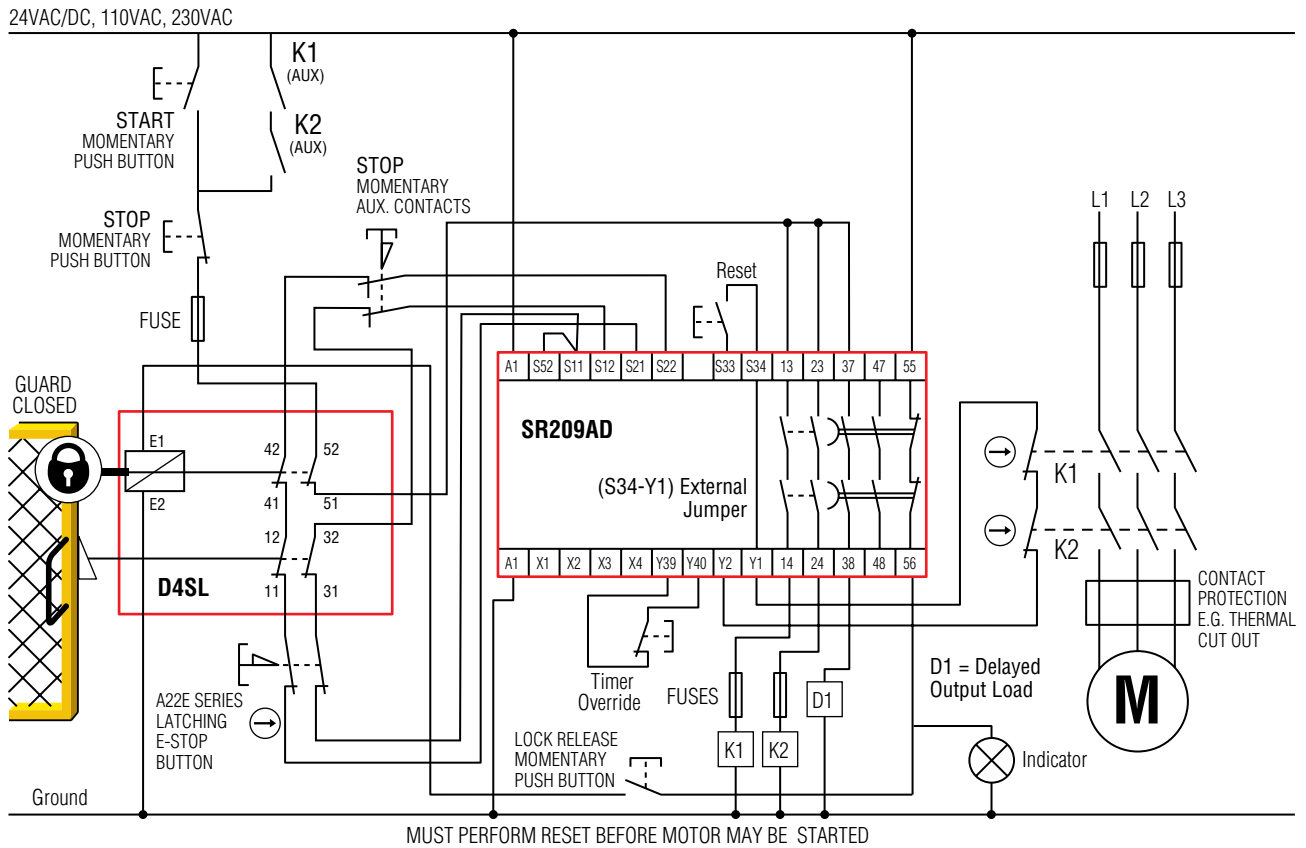 24VAC/DC, 110VAC, 230VAC
K1
(AUX)
START
MOMENTARY
PUSH BUTTON
K2
(AUX)
STOP
MOMENTARY
AUX. CONTACTS
STOP
MOMENTARY
PUSH BUTTON
FUSE
Reset
L1 L2 L3
GUARD
CLOSED
A1 S52 S11 S12 S21 S22 S33 S34 13 23 37 47 55
SR209AD
(S34-Y1) External
Jumper
A1 X1 X2 X3 X4 Y39 Y40 Y2 Y1 14 24 38 48 56
E1
E2
42 52
41 51
12 32
11 31
D4SL
K1
K2
CONTACT
PROTECTION
E.G. THERMAL
CUT OUT
M
A22E SERIES
LATCHING
E-STOP
BUTTON
Timer
Override
FUSES
D1
D1 = Delayed
Output Load
K1
K2
LOCK RELEASE
MOMENTARY
PUSH BUTTON
Indicator
Ground
MUST PERFORM RESET BEFORE MOTOR MAY BE STARTED